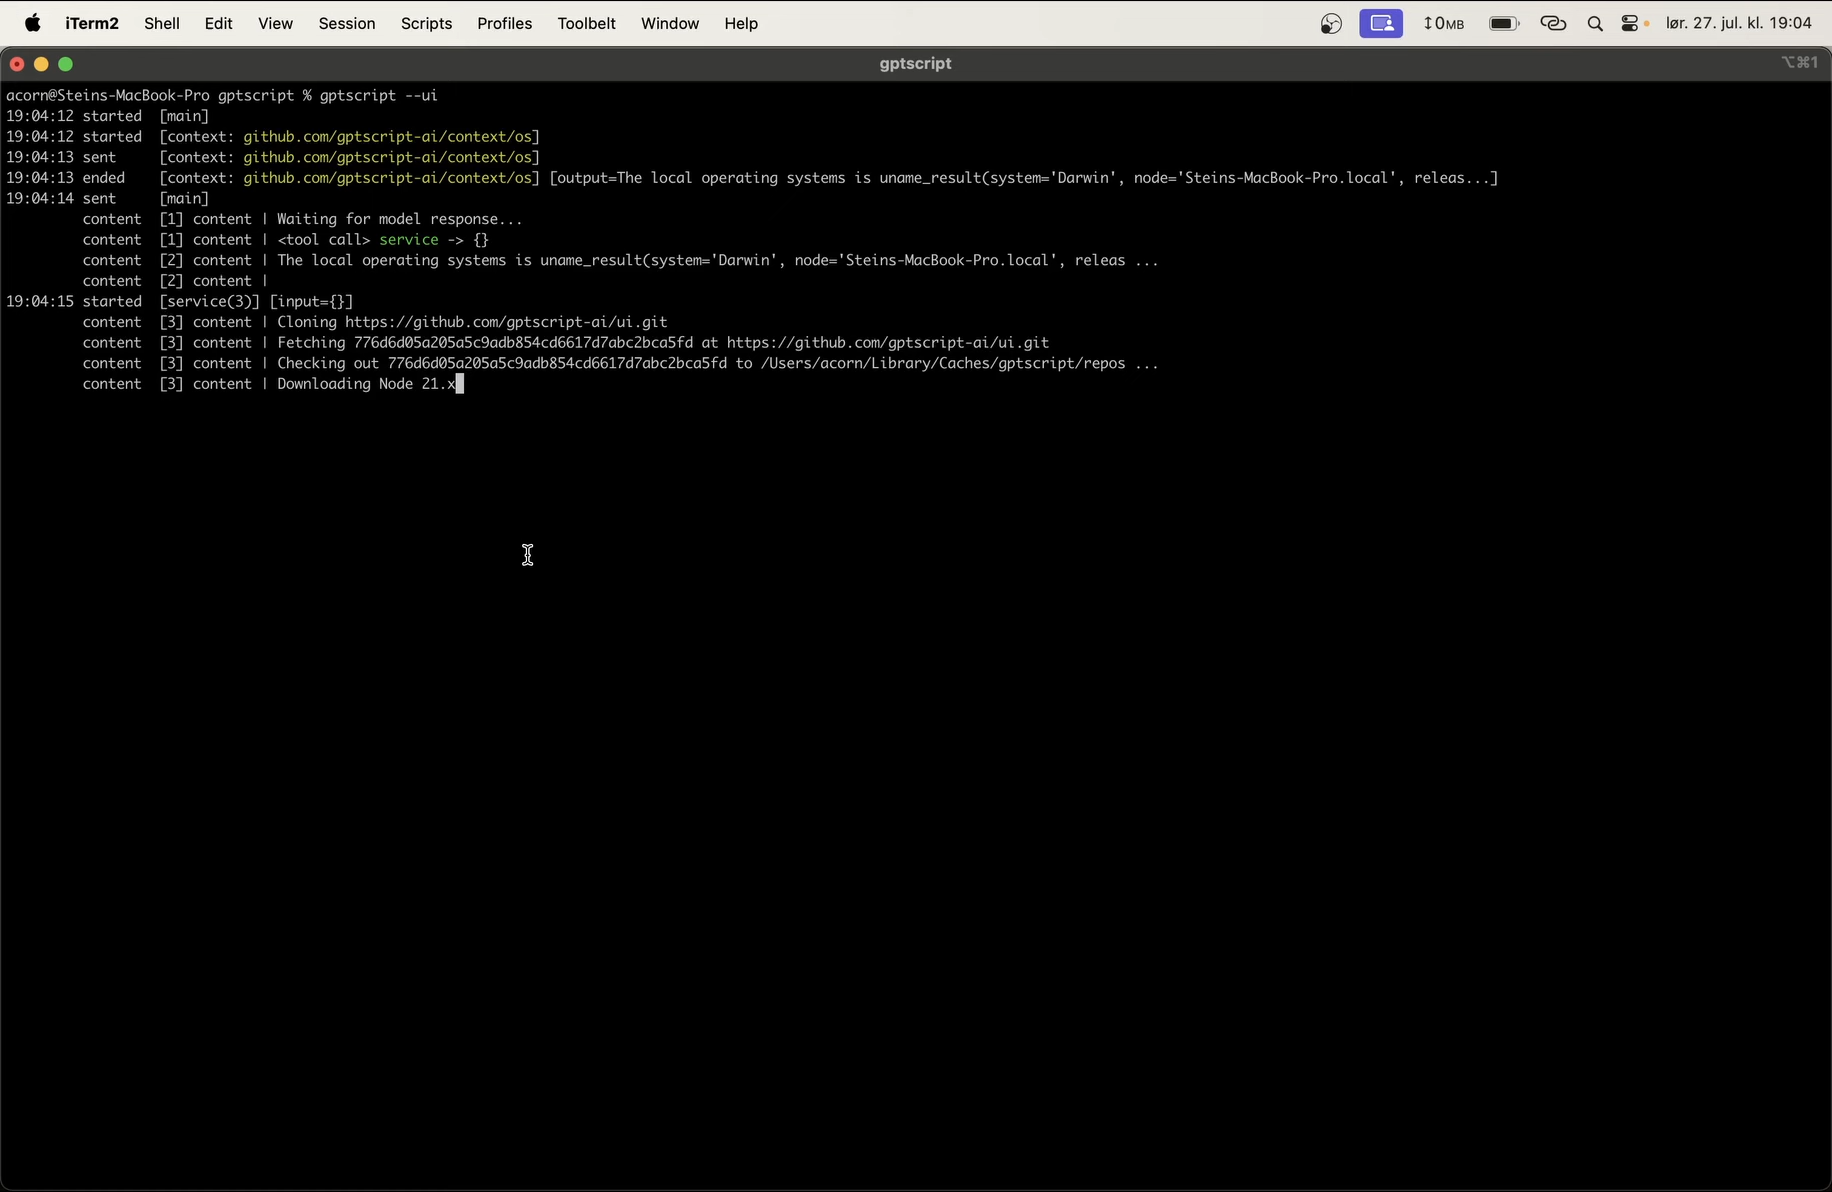 iTerm2 Shell Edit View Session Scripts Profiles Toolbelt Window Help ↕0MB lør. 27. jul. kl. 19:04
gptscript ⌥⌘1
acorn@Steins-MacBook-Pro gptscript % gptscript --ui
19:04:12 started [main]
19:04:12 started [context: github.com/gptscript-ai/context/os]
19:04:13 sent [context: github.com/gptscript-ai/context/os]
19:04:13 ended [context: github.com/gptscript-ai/context/os] [output=The local operating systems is uname_result(system='Darwin', node='Steins-MacBook-Pro.local', releas...]
19:04:14 sent [main]
content [1] content | Waiting for model response...
content [1] content | <tool call> service -> {}
content [2] content | The local operating systems is uname_result(system='Darwin', node='Steins-MacBook-Pro.local', releas ...
content [2] content |
19:04:15 started [service(3)] [input={}]
content [3] content | Cloning https://github.com/gptscript-ai/ui.git
content [3] content | Fetching 776d6d05a205a5c9adb854cd6617d7abc2bca5fd at https://github.com/gptscript-ai/ui.git
content [3] content | Checking out 776d6d05a205a5c9adb854cd6617d7abc2bca5fd to /Users/acorn/Library/Caches/gptscript/repos ...
content [3] content | Downloading Node 21.x